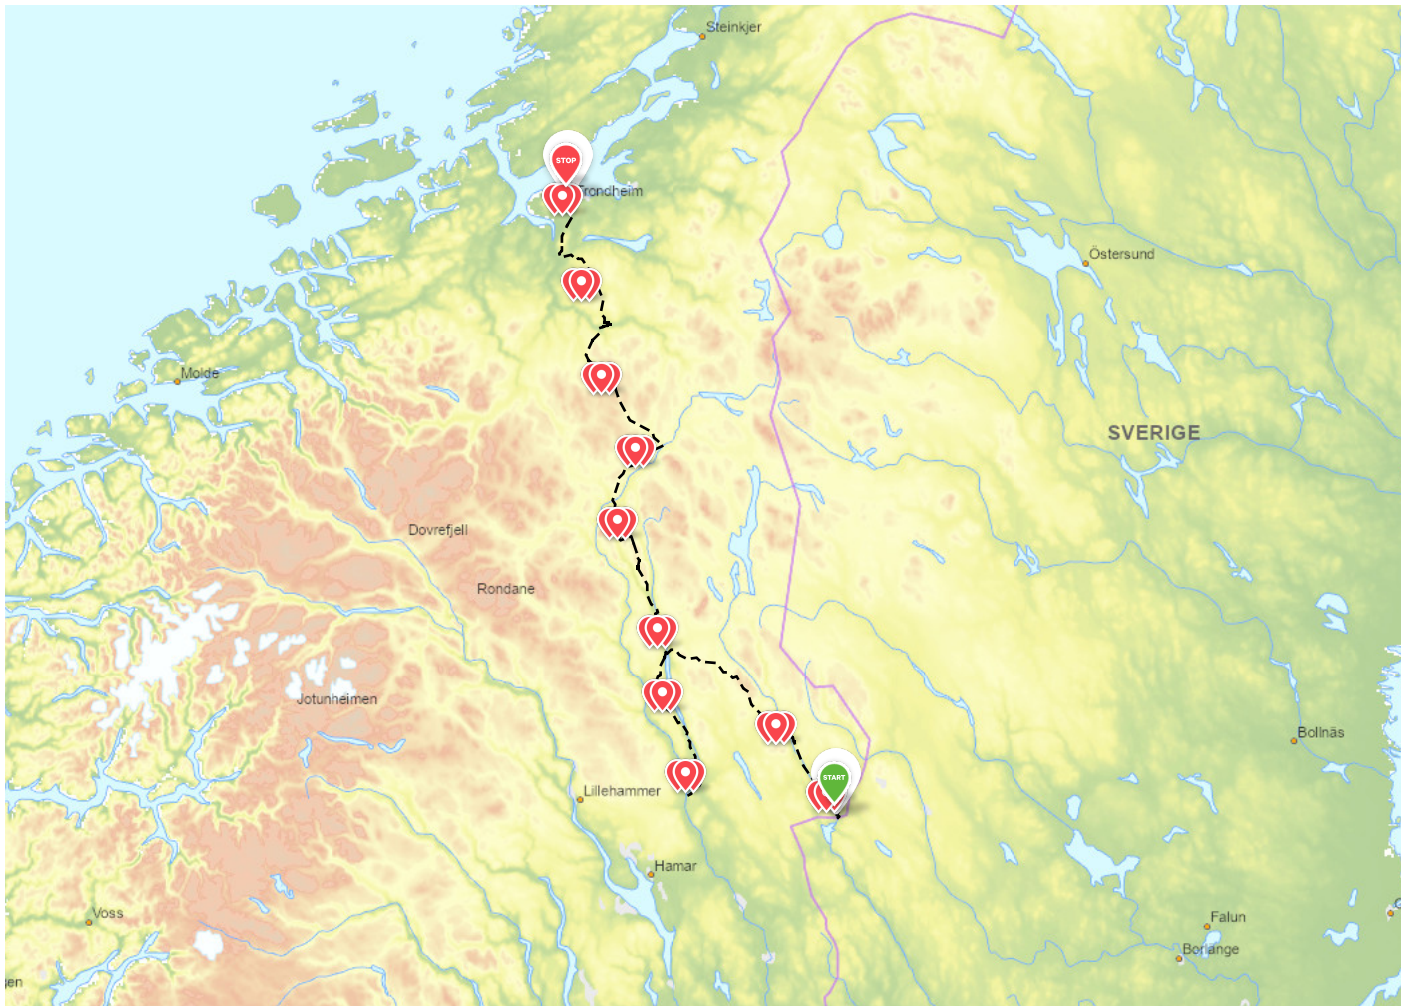 Steinkjer
STOP
Trondheim
Östersund
Molde
SVERIGE
Dovrefjell
Rondane
Jotunheimen
Bollnäs
START
Lillehammer
Hamar
Voss
Falun
Borlänge